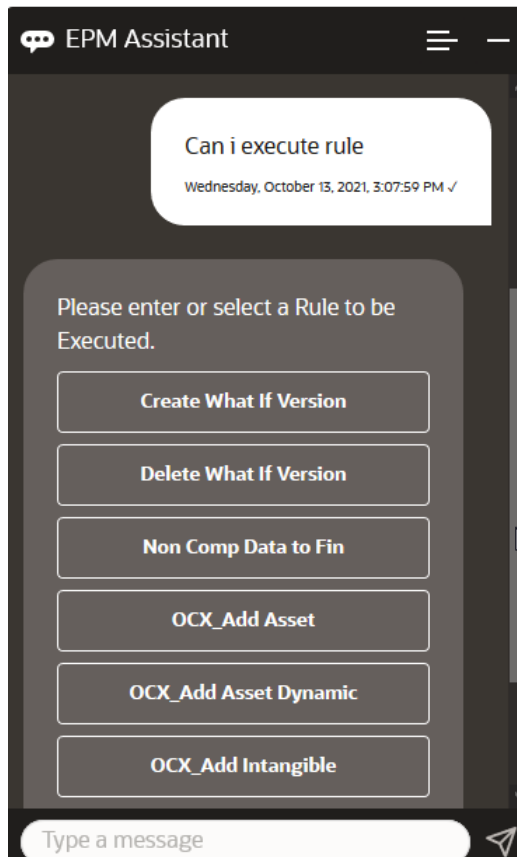 EPM Assistant
Can i execute rule
Wednesday, October 13, 2021, 3:07:59 PM ✓
Please enter or select a Rule to be
Executed.
Create What If Version
Delete What If Version
Non Comp Data to Fin
OCX_Add Asset
OCX_Add Asset Dynamic
OCX_Add Intangible
Type a message